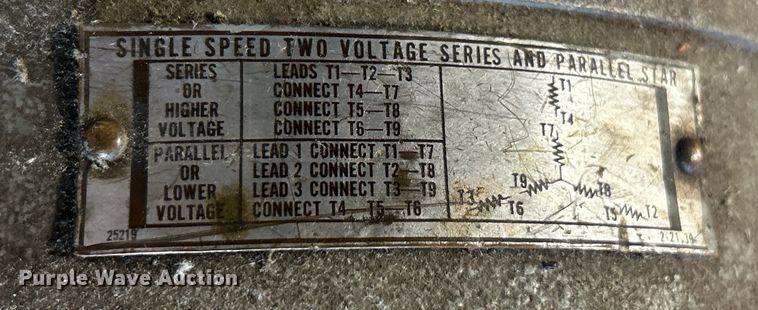 SINGLE SPEED TWO VOLTAGE SERIES AND PARALLEL STAR
SERIES
OR
HIGHER
VOLTAGE
LEADS T1—T2—T3
CONNECT T4—T7
CONNECT T5—T8
CONNECT T6—T9
PARALLEL
OR
LOWER
VOLTAGE
LEAD 1 CONNECT T1—T7
LEAD 2 CONNECT T2—T8
LEAD 3 CONNECT T3—T9
CONNECT T4—T5—T6
T1
T4
T7
T9
T8
T3
T6
T5
T2
25219
Purple Wave Auction